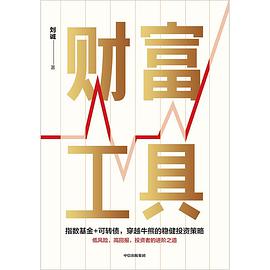 刘诚
著
财富
工具
指数基金+可转债，穿越牛熊的稳健投资策略
低风险、高回报，投资者的进阶之道
中信出版集团